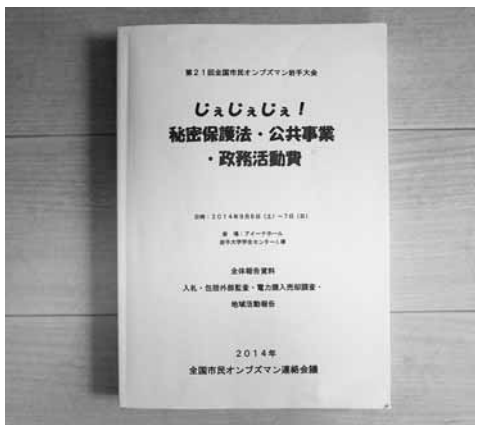 第21回全国市民オンブズマン岩手大会
じぇじぇじぇ！
秘密保護法・公共事業
・政務活動費
日時：2014年9月6日（土）～7日（日）
会 場：アイーナホール
岩手大学学生センターA棟
全体報告資料
入札・包括外部監査・電力購入売却調査・
地域活動報告
2014年
全国市民オンブズマン連絡会議